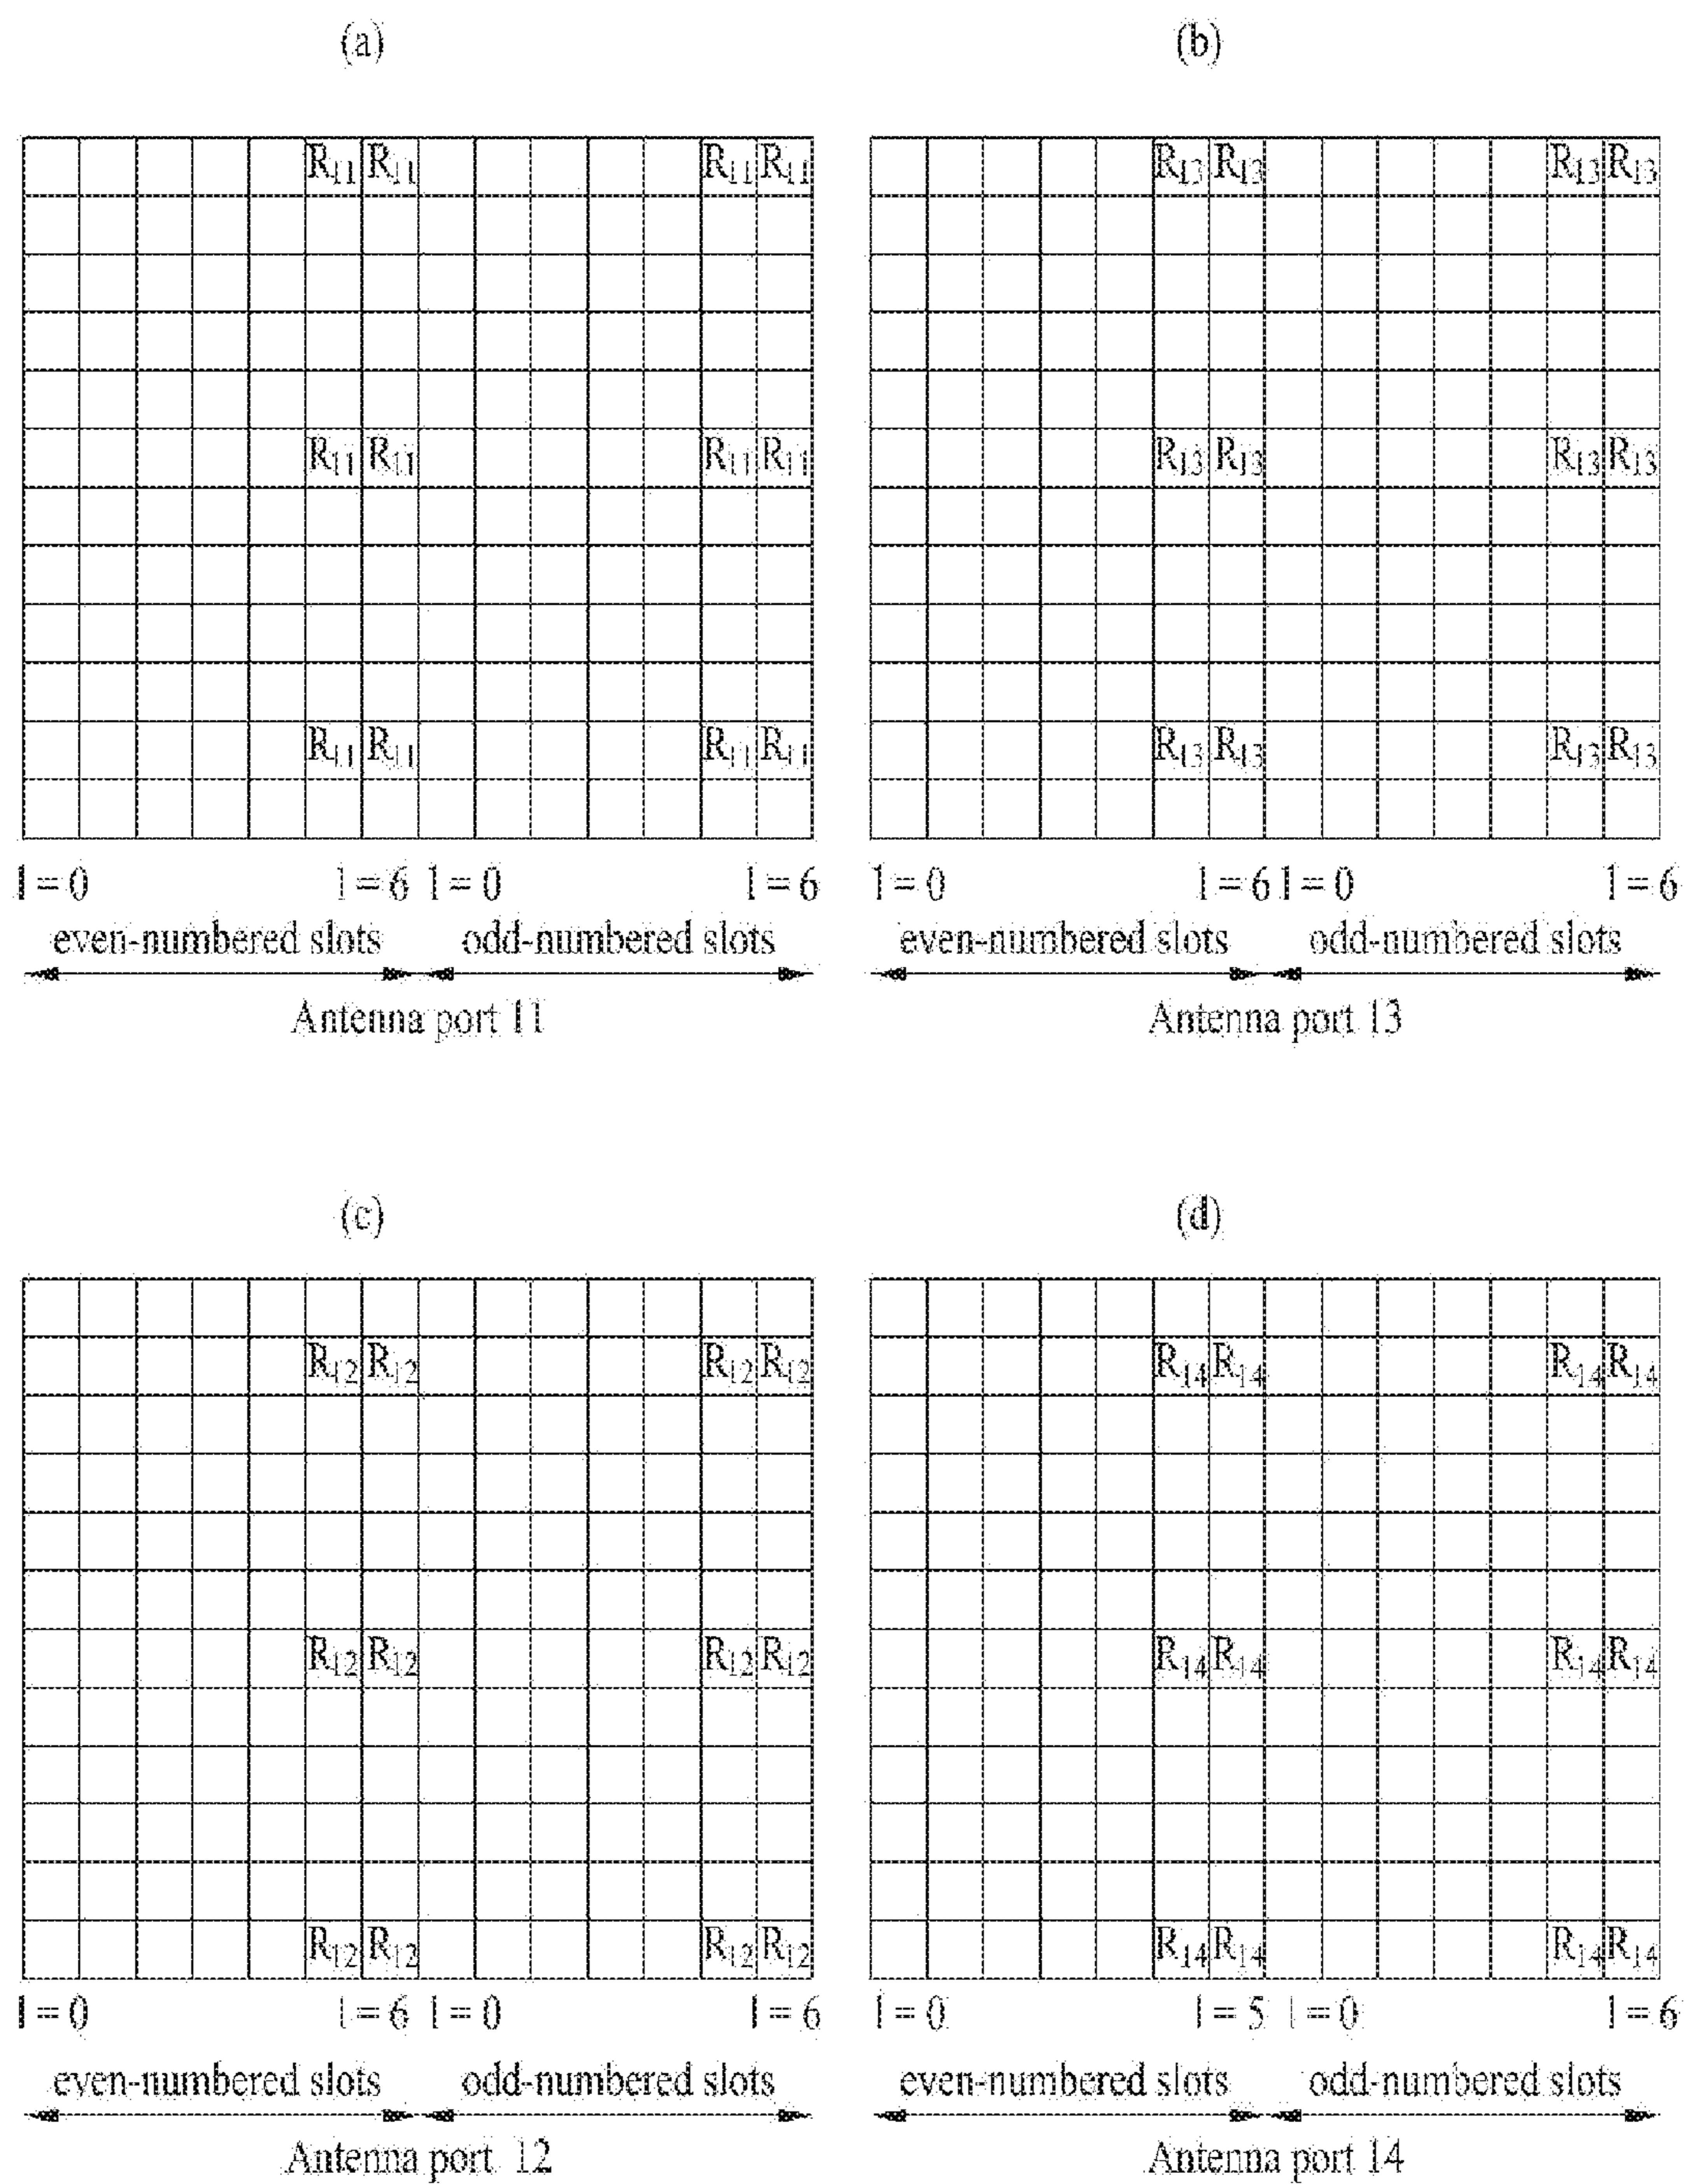 (a)
R11 R11 R11 R11
R11 R11 R11 R11
R11 R11 R11 R11
l = 0 l = 6 l = 0 l = 6
even-numbered slots odd-numbered slots
Antenna port 11
(b)
R13 R13 R13 R13
R13 R13 R13 R13
R13 R13 R13 R13
l = 0 l = 6 l = 0 l = 6
even-numbered slots odd-numbered slots
Antenna port 13
(c)
R12 R12 R12 R12
R12 R12 R12 R12
R12 R12 R12 R12
l = 0 l = 6 l = 0 l = 6
even-numbered slots odd-numbered slots
Antenna port 12
(d)
R14 R14 R14 R14
R14 R14 R14 R14
R14 R14 R14 R14
l = 0 l = 5 l = 0 l = 6
even-numbered slots odd-numbered slots
Antenna port 14